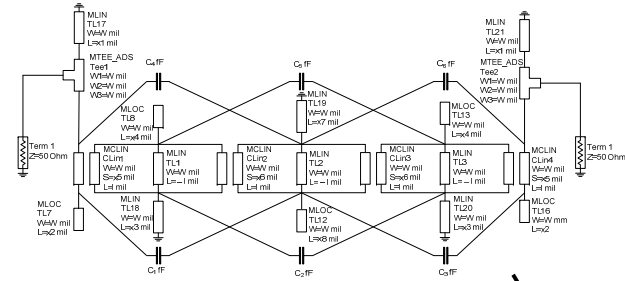 MLIN
TL17
W=W mil
L=x1 mil
MTEE_ADS
Tee1
W1=W mil
W2=W mil
W3=W mil
C4 fF
C5 fF
C6 fF
MLIN
TL21
W=W mil
L=x1 mil
MTEE_ADS
Tee2
W1=W mil
W2=W mil
W3=W mil
MLOC
TL8
W=W mil
L=x4 mil
MLIN
TL19
W=W mil
L=x7 mil
MLOC
TL13
W=W mil
L=x4 mil
Term 1
Z=50 Ohm
MCLIN
CLin1
W=W mil
S=x5 mil
L=l mil
MLIN
TL1
W=W mil
L=-l mil
MCLIN
CLin2
W=W mil
S=x6 mil
L=l mil
MLIN
TL2
W=W mil
L=-l mil
MCLIN
CLin3
W=W mil
S=x6 mil
L=l mil
MLIN
TL3
W=W mil
L=-l mil
MCLIN
CLin4
W=W mil
S=x5 mil
L=l mil
Term 1
Z=50 Ohm
MLOC
TL7
W=W mil
L=x2 mil
MLIN
TL18
W=W mil
L=x3 mil
MLOC
TL12
W=W mil
L=x8 mil
MLIN
TL20
W=W mil
L=x3 mil
MLOC
TL16
W=W mm
L=x2
C1 fF
C2 fF
C3 fF